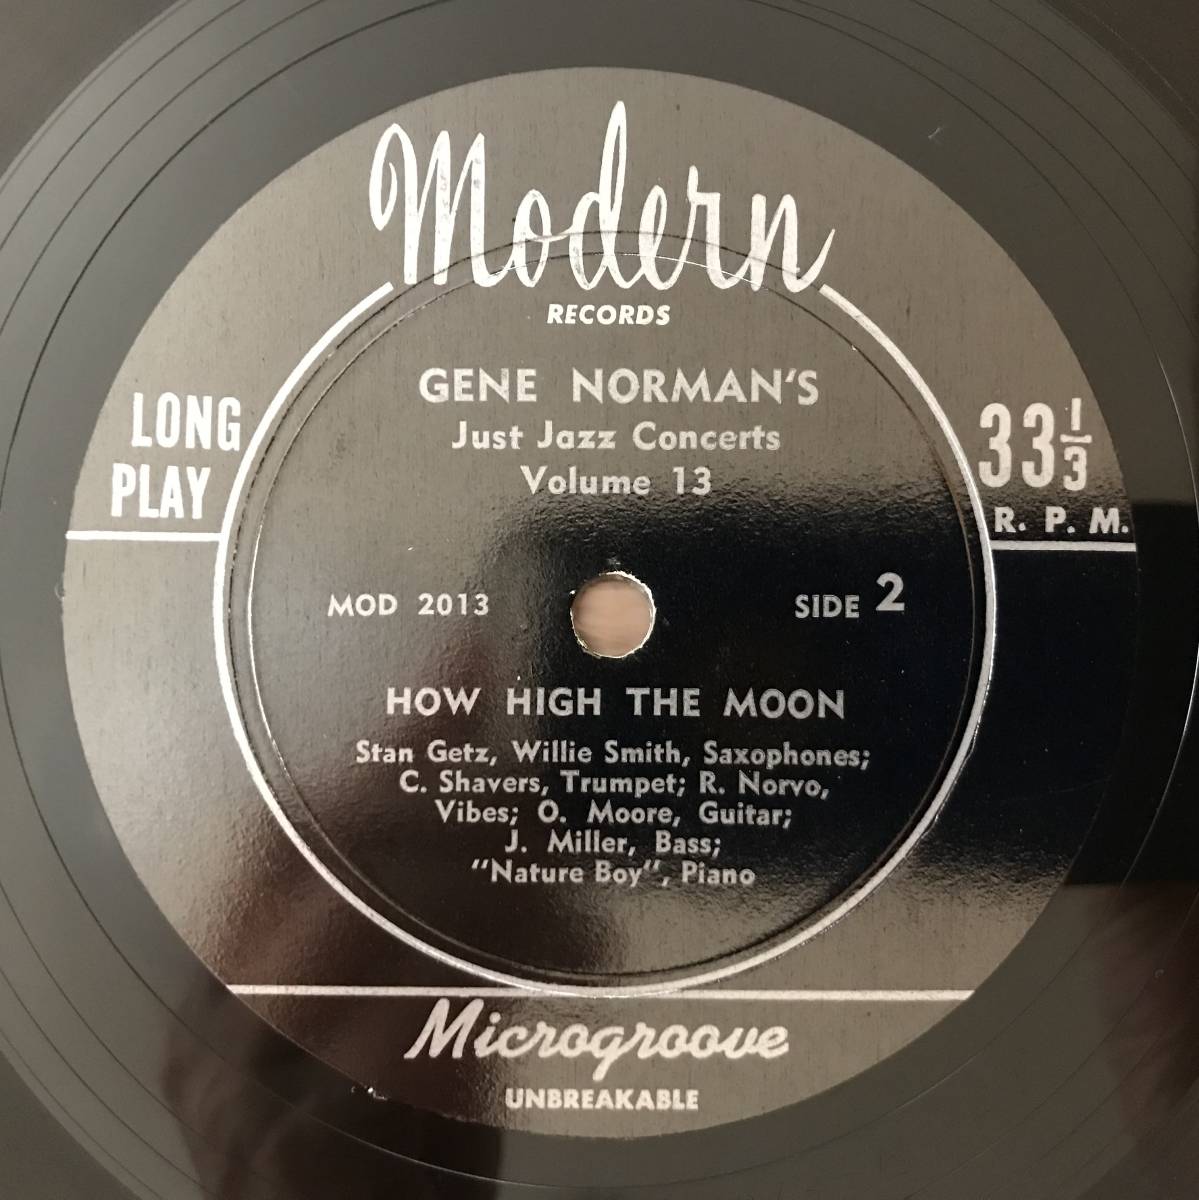 Modern
RECORDS
GENE NORMAN'S
Just Jazz Concerts
Volume 13
LONG
PLAY
33 1/3
R. P. M.
MOD 2013
SIDE 2
HOW HIGH THE MOON
Stan Getz, Willie Smith, Saxophones;
C. Shavers, Trumpet; R. Norvo,
Vibes; O. Moore, Guitar;
J. Miller, Bass;
"Nature Boy", Piano
Microgroove
UNBREAKABLE